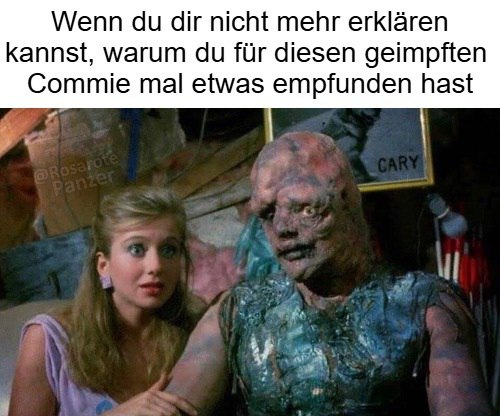 Wenn du dir nicht mehr erklären
kannst, warum du für diesen geimpften
Commie mal etwas empfunden hast
@Rosarote
Panzer
CARY